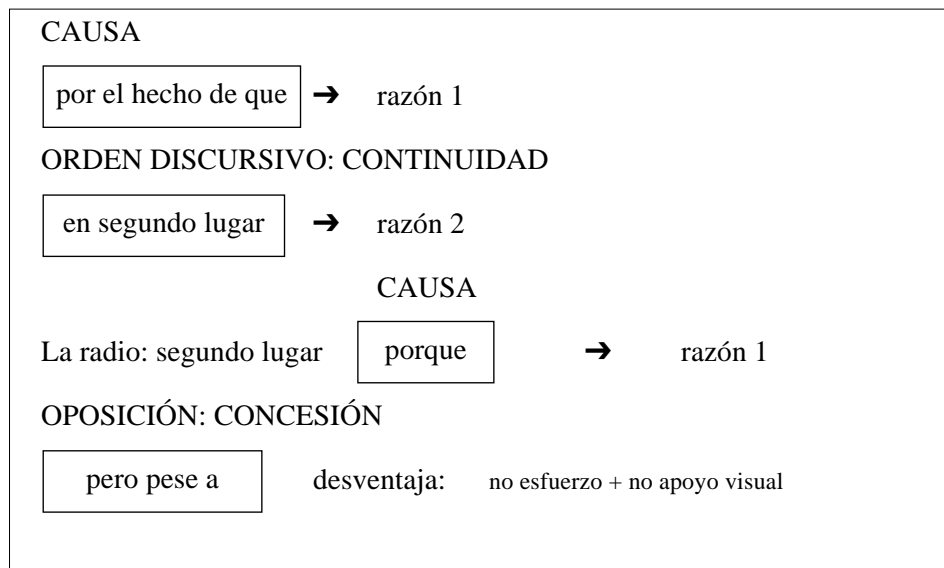 CAUSA
por el hecho de que ➔ razón 1
ORDEN DISCURSIVO: CONTINUIDAD
en segundo lugar ➔ razón 2
CAUSA
La radio: segundo lugar porque ➔ razón 1
OPOSICIÓN: CONCESIÓN
pero pese a desventaja: no esfuerzo + no apoyo visual